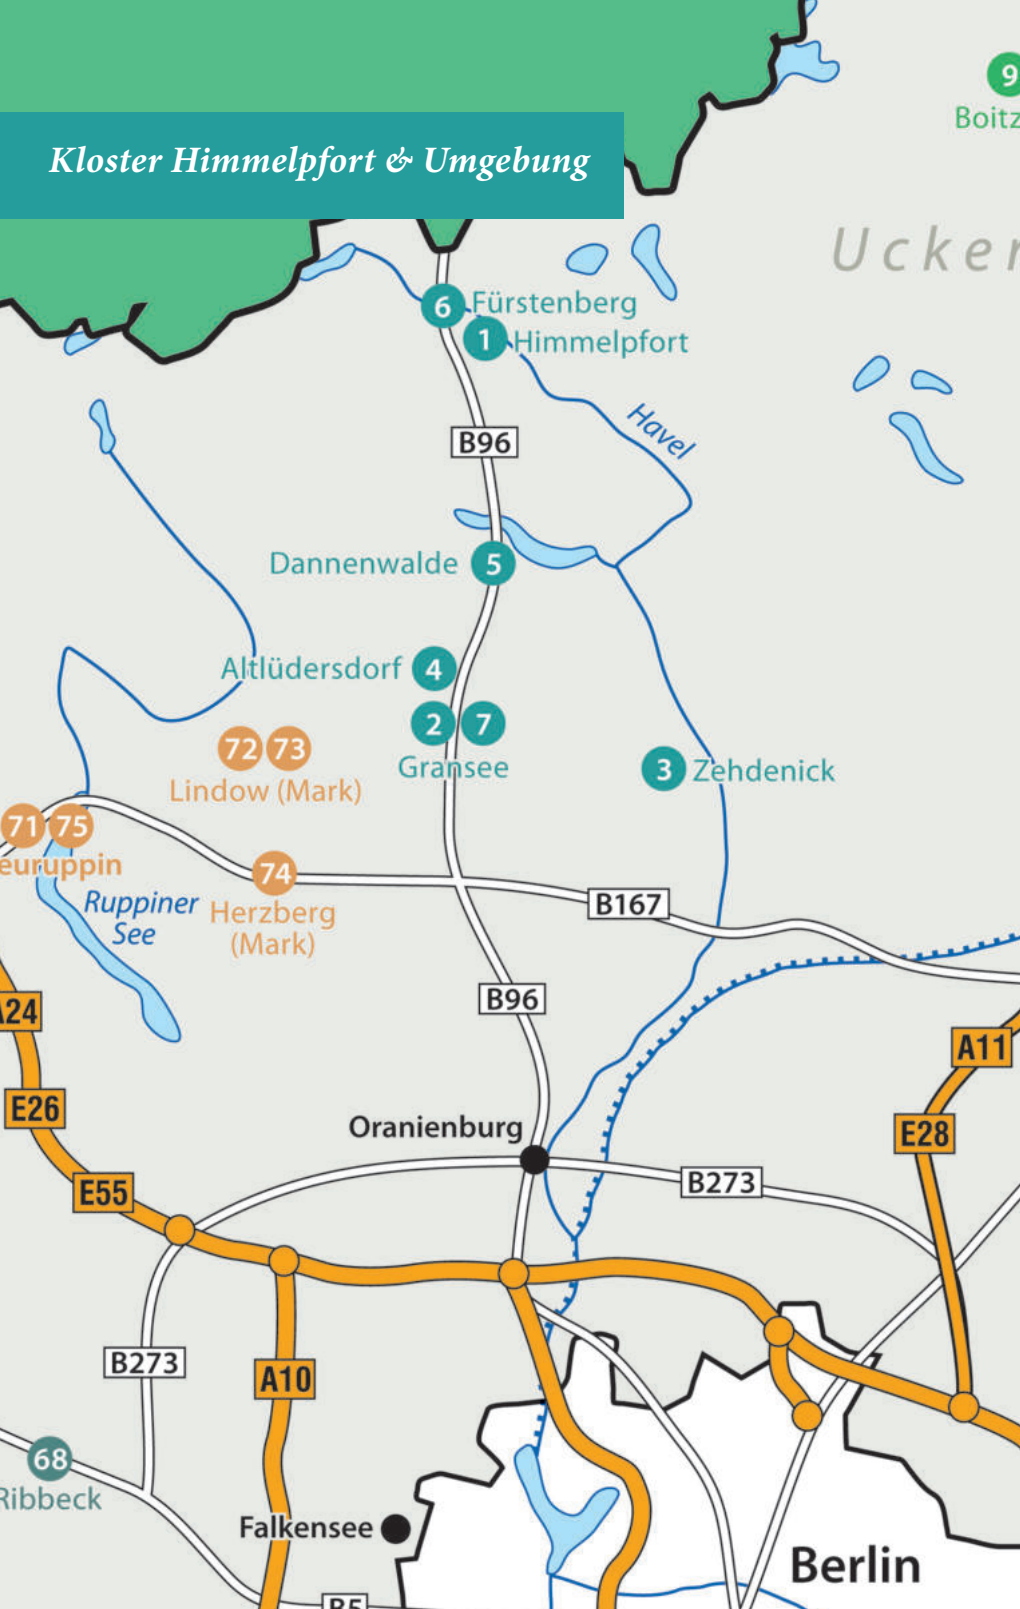 9
Boitz
Kloster Himmelpfort & Umgebung
Ucker
6 Fürstenberg
1 Himmelpfort
Havel
B96
Dannenwalde 5
Altlüdersdorf 4
2 7
Gransee
72 73
Lindow (Mark)
3 Zehdenick
71 75
euruppin
74
Herzberg
(Mark)
Ruppiner
See
B167
B96
A24
A11
E26
E28
Oranienburg
E55
B273
B273
A10
68
Ribbeck
Falkensee
Berlin
B5